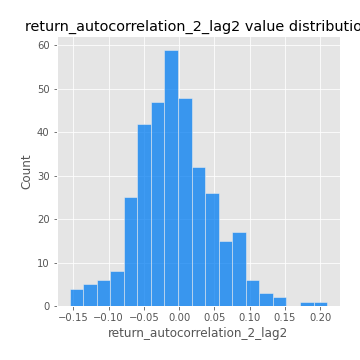 return_autocorrelation_2_lag2 value distributio
60
50
40
30
20
10
0
Count
−0.15 −0.10 −0.05 0.00 0.05 0.10 0.15 0.20
return_autocorrelation_2_lag2